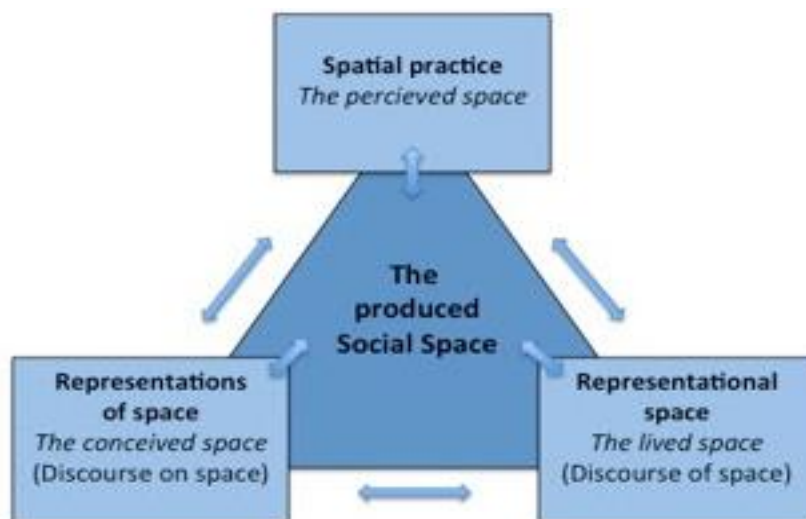 Spatial practice
The percieved space
The
produced
Social Space
Representations
of space
The conceived space
(Discourse on space)
Representational
space
The lived space
(Discourse of space)